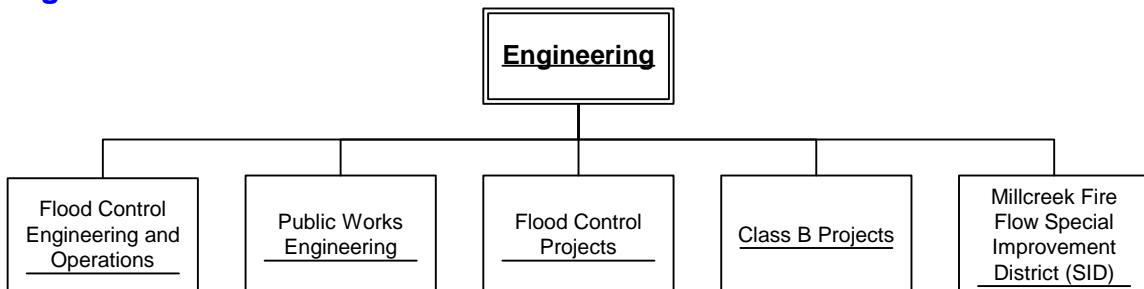 Engineering
Flood Control
Engineering and
Operations
Public Works
Engineering
Flood Control
Projects
Class B Projects
Millcreek Fire
Flow Special
Improvement
District (SID)